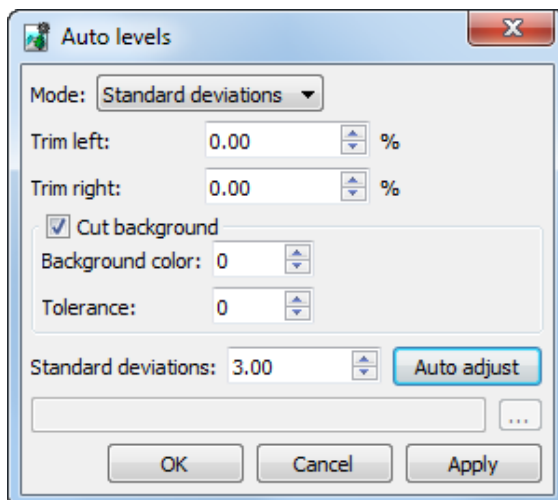 Auto levels
Mode: Standard deviations
Trim left: 0.00 %
Trim right: 0.00 %
Cut background
Background color: 0
Tolerance: 0
Standard deviations: 3.00 Auto adjust
...
OK Cancel Apply